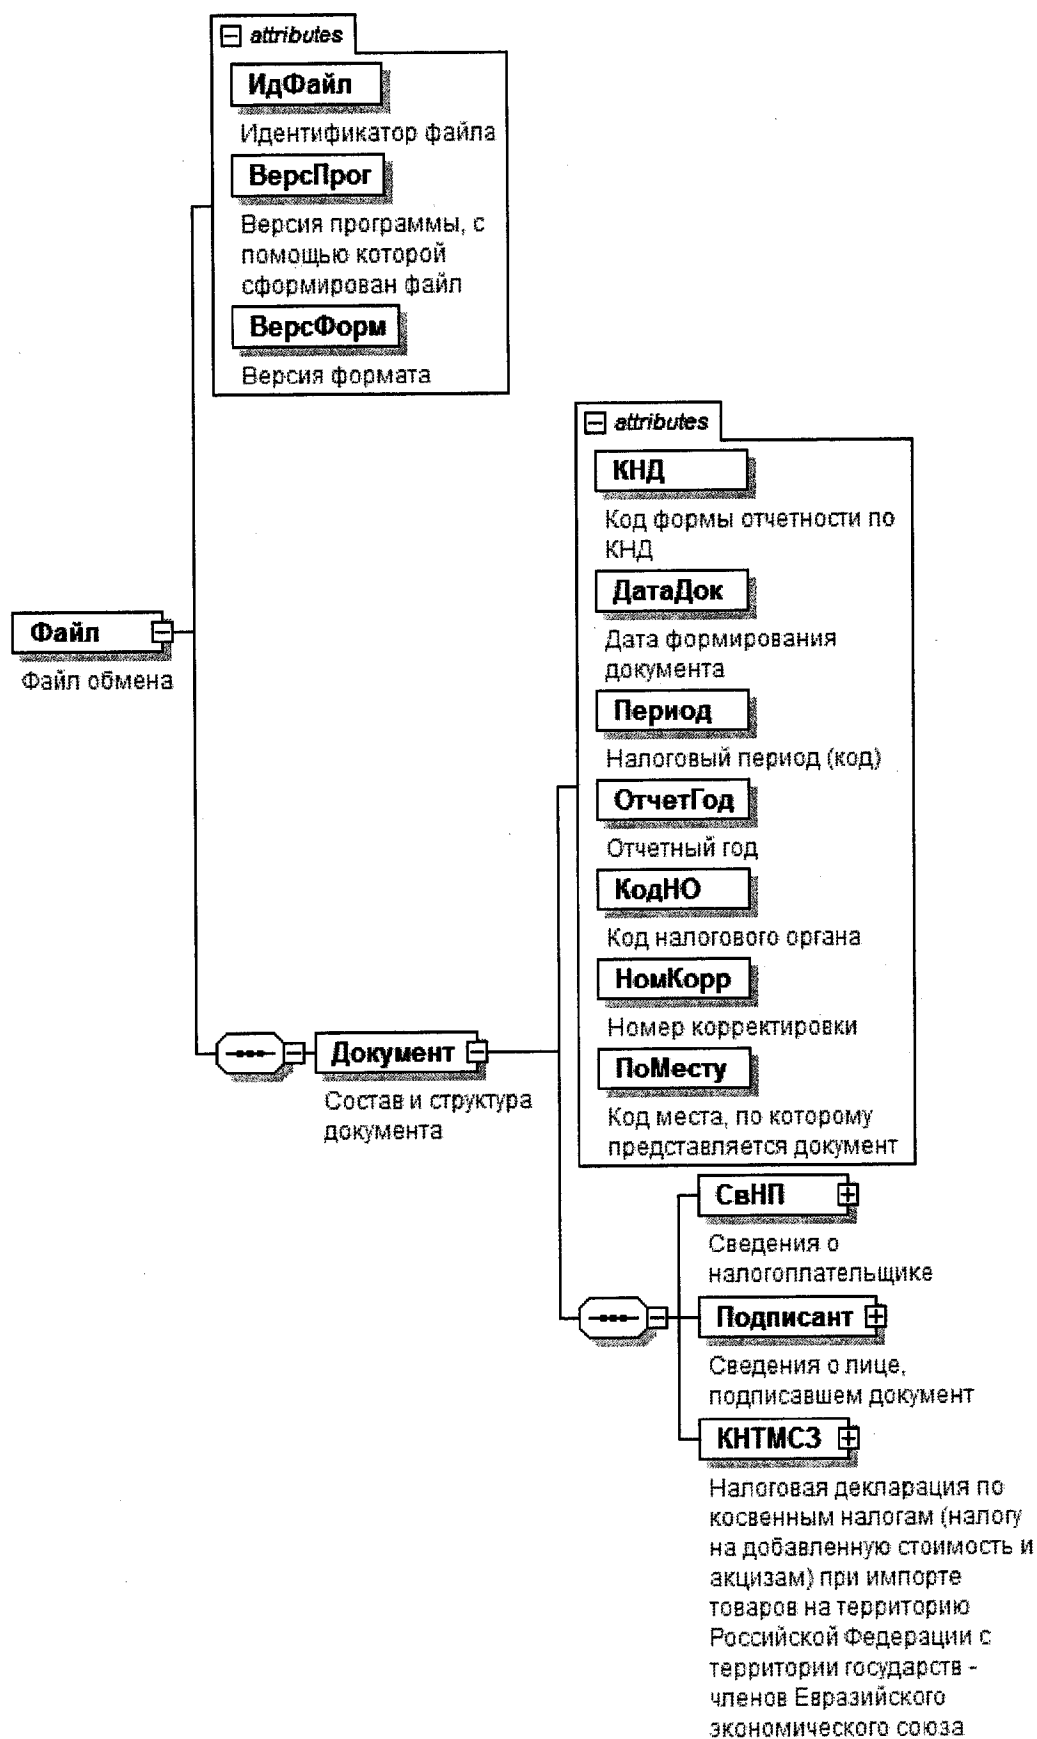 attributes
ИдФайл
Идентификатор файла
ВерсПрог
Версия программы, с
помощью которой
сформирован файл
ВерсФорм
Версия формата
Файл
Файл обмена
attributes
КНД
Код формы отчетности по
КНД
ДатаДок
Дата формирования
документа
Период
Налоговый период (код)
ОтчетГод
Отчетный год
КодНО
Код налогового органа
НомКорр
Номер корректировки
ПоМесту
Код места, по которому
представляется документ
Документ
Состав и структура
документа
СвНП
Сведения о
налогоплательщике
Подписант
Сведения о лице,
подписавшем документ
КНТМСЗ
Налоговая декларация по
косвенным налогам (налогу
на добавленную стоимость и
акцизам) при импорте
товаров на территорию
Российской Федерации с
территории государств -
членов Евразийского
экономического союза